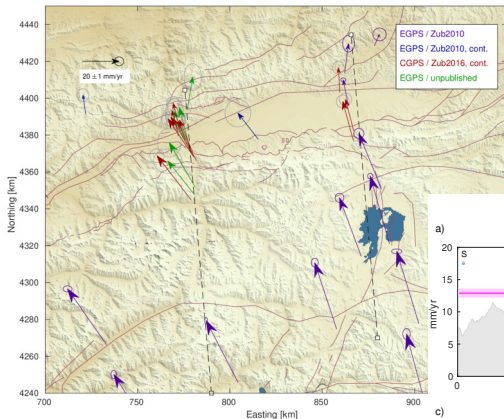 4440
4420
4400
4380
4360
4340
4320
4300
4280
4260
4240
Northing [km]
20 ± 1 mm/yr
EGPS / Zub2010
EGPS / Zub2010, cont.
CGPS / Zub2016, cont.
EGPS / unpublished
700
750
800
850
900
Easting [km]
a)
S
20
15
10
5
0
mm/yr
0
c)